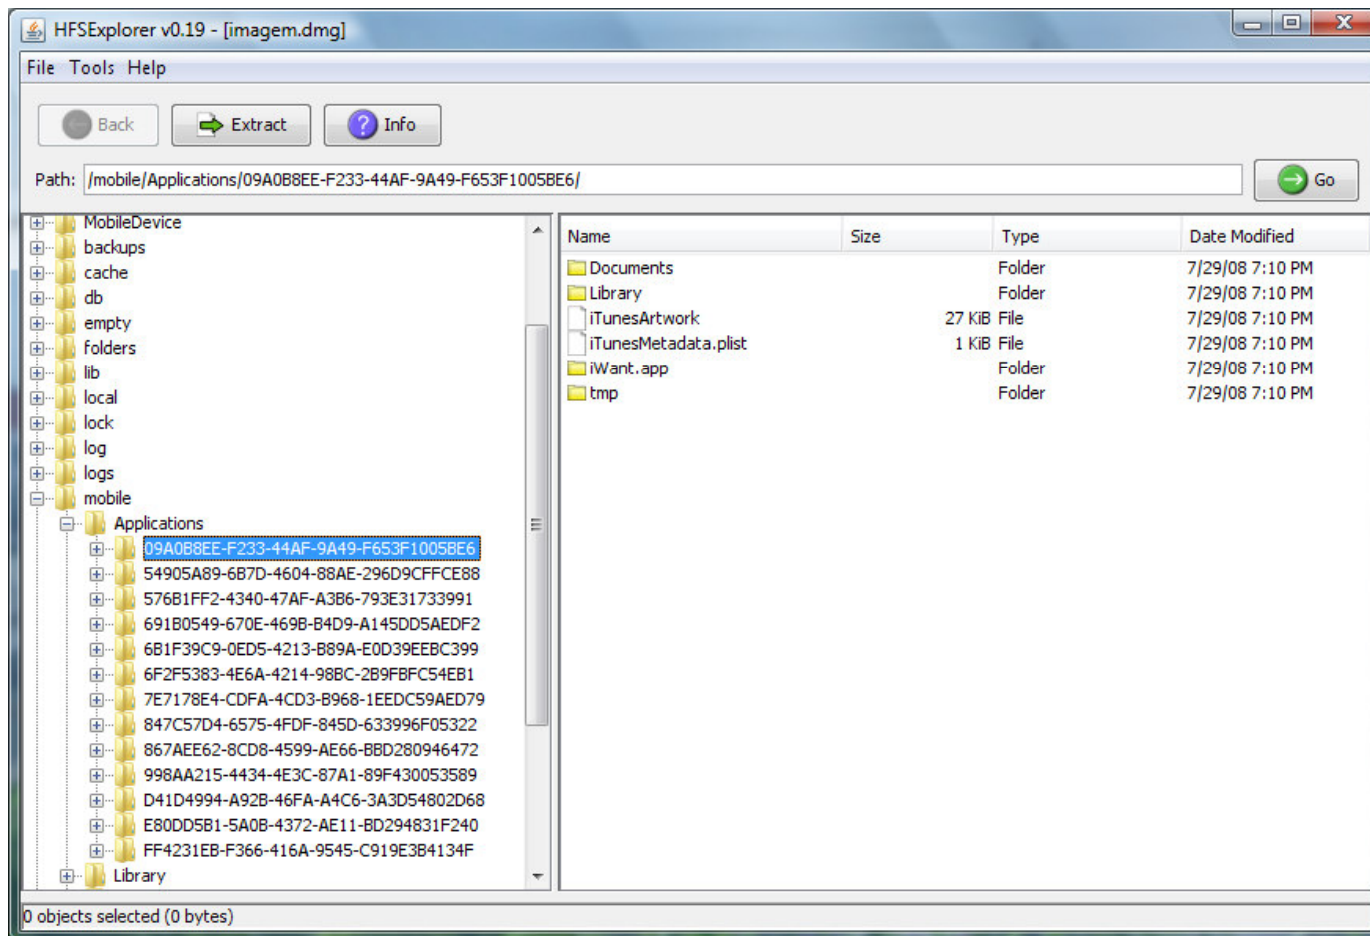 HFSExplorer v0.19 - [imagem.dmg]
File Tools Help
Back Extract ? Info
Path: /mobile/Applications/09A0B8EE-F233-44AF-9A49-F653F1005BE6/ Go
MobileDevice
backups
cache
db
empty
folders
lib
local
lock
log
logs
mobile
Applications
09A0B8EE-F233-44AF-9A49-F653F1005BE6
54905A89-6B7D-4604-88AE-296D9CFFCE88
576B1FF2-4340-47AF-A3B6-793E31733991
691B0549-670E-469B-B4D9-A145DD5AEDF2
6B1F39C9-0ED5-4213-B89A-E0D39EEBC399
6F2F5383-4E6A-4214-98BC-2B9FBFC54EB1
7E7178E4-CDFA-4CD3-B968-1EEDC59AED79
847C57D4-6575-4FDF-845D-633996F05322
867AEE62-8CD8-4599-AE66-BBD280946472
998AA215-4434-4E3C-87A1-89F430053589
D41D4994-A92B-46FA-A4C6-3A3D54802D68
E80DD5B1-5A0B-4372-AE11-BD294831F240
FF4231EB-F366-416A-9545-C919E3B4134F
Library
Name Size Type Date Modified
Documents Folder 7/29/08 7:10 PM
Library Folder 7/29/08 7:10 PM
iTunesArtwork 27 KiB File 7/29/08 7:10 PM
iTunesMetadata.plist 1 KiB File 7/29/08 7:10 PM
iWant.app Folder 7/29/08 7:10 PM
tmp Folder 7/29/08 7:10 PM
0 objects selected (0 bytes)